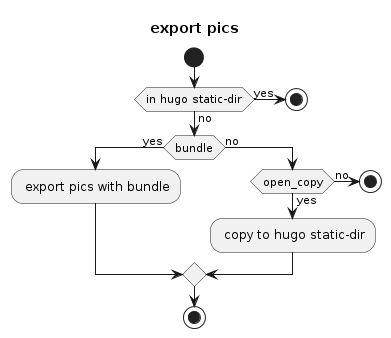 export pics
in hugo static-dir
yes
no
yes
bundle
no
export pics with bundle
open_copy
no
yes
copy to hugo static-dir